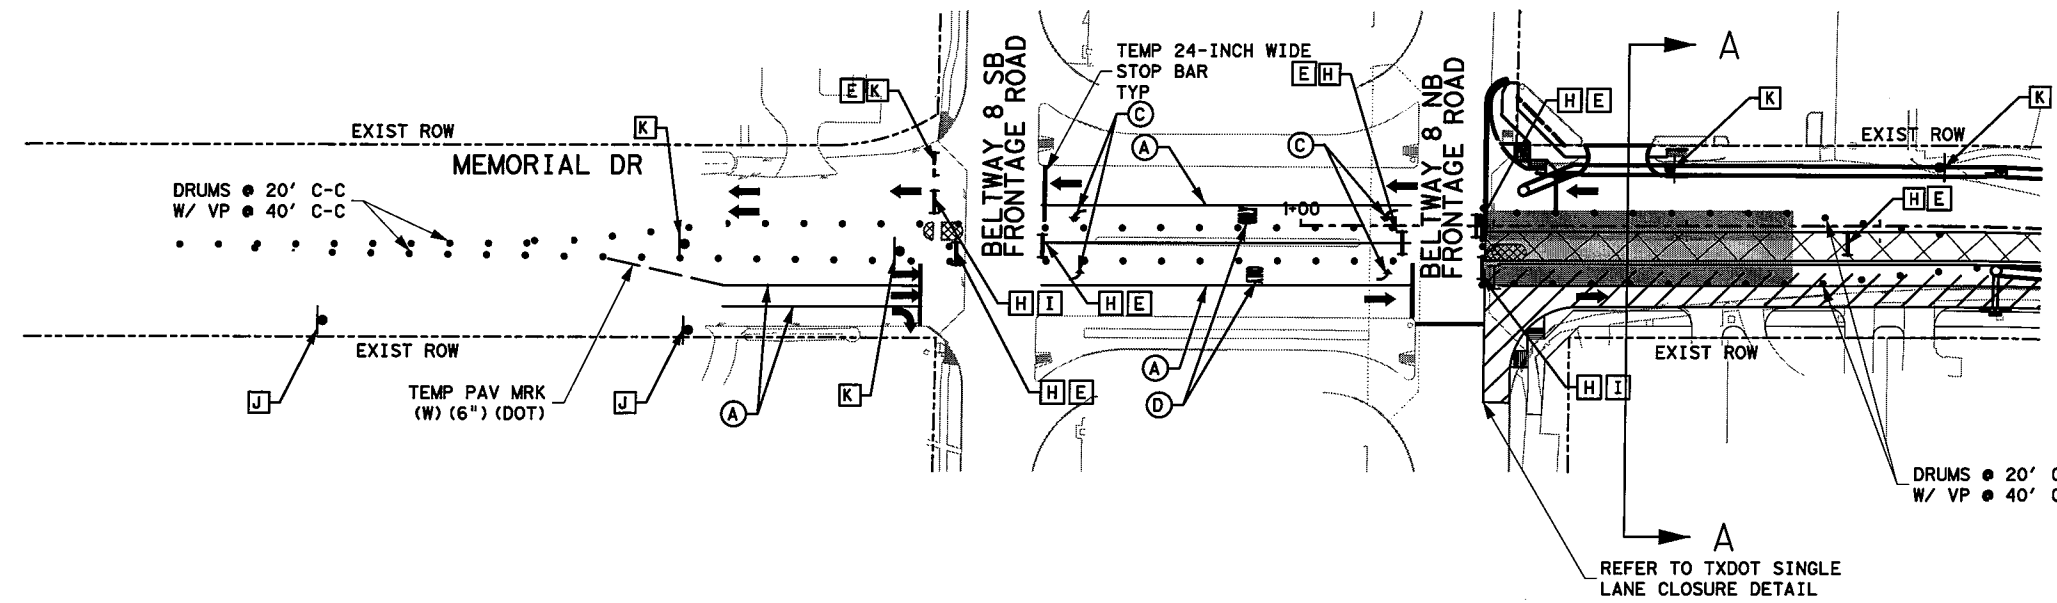 EXIST ROW
MEMORIAL DR
DRUMS @ 20' C-C
W/ VP @ 40' C-C
K
E K
BELTWAY 8 SB
FRONTAGE ROAD
TEMP 24-INCH WIDE
STOP BAR
TYP
C
A
E H
C
1+00
BELTWAY 8 NB
FRONTAGE ROAD
H E
A
K
K
EXIST ROW
H E
J
EXIST ROW
TEMP PAV MRK
(W) (6") (DOT)
J
A
K
H I
H E
H E
A
D
H I
EXIST ROW
DRUMS @ 20'
W/ VP @ 40'
A
REFER TO TXDOT SINGLE
LANE CLOSURE DETAIL